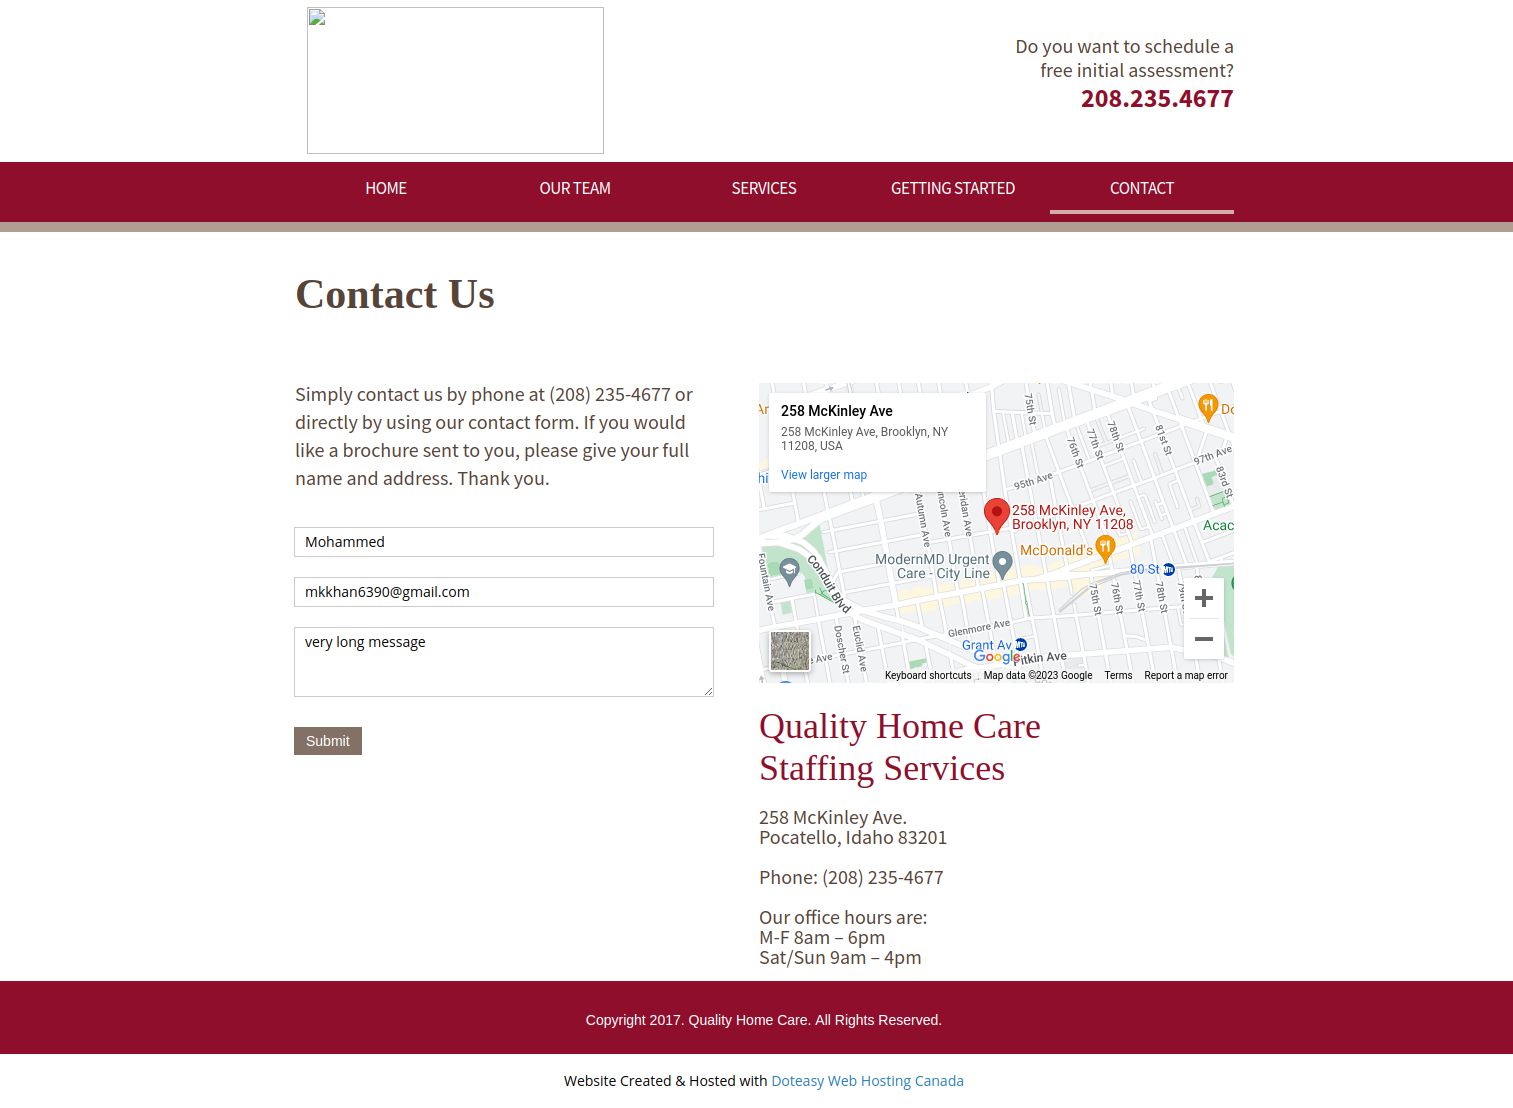 Do you want to schedule a
free initial assessment?
208.235.4677
HOME
OUR TEAM
SERVICES
GETTING STARTED
CONTACT
Contact Us
Simply contact us by phone at (208) 235-4677 or
directly by using our contact form. If you would
like a brochure sent to you, please give your full
name and address. Thank you.
Mohammed
mkkhan6390@gmail.com
very long message
Submit
258 McKinley Ave
258 McKinley Ave, Brooklyn, NY
11208, USA
View larger map
75th St
76th St
77th St
78th St
81st St
97th Ave
83rd St
95th Ave
Autumn Ave
258 McKinley Ave,
Brooklyn, NY 11208
McDonald's
ModernMD Urgent
Care - City Line
80 St
Conduit Blvd
Fountain Ave
75th St
76th St
77th St
78th St
Glenmore Ave
Doscher St
Euclid Ave
Grant Av
Google
Pitkin Ave
Keyboard shortcuts
Map data ©2023 Google
Terms
Report a map error
Quality Home Care
Staffing Services
258 McKinley Ave.
Pocatello, Idaho 83201
Phone: (208) 235-4677
Our office hours are:
M-F 8am – 6pm
Sat/Sun 9am – 4pm
Copyright 2017. Quality Home Care. All Rights Reserved.
Website Created & Hosted with Doteasy Web Hosting Canada